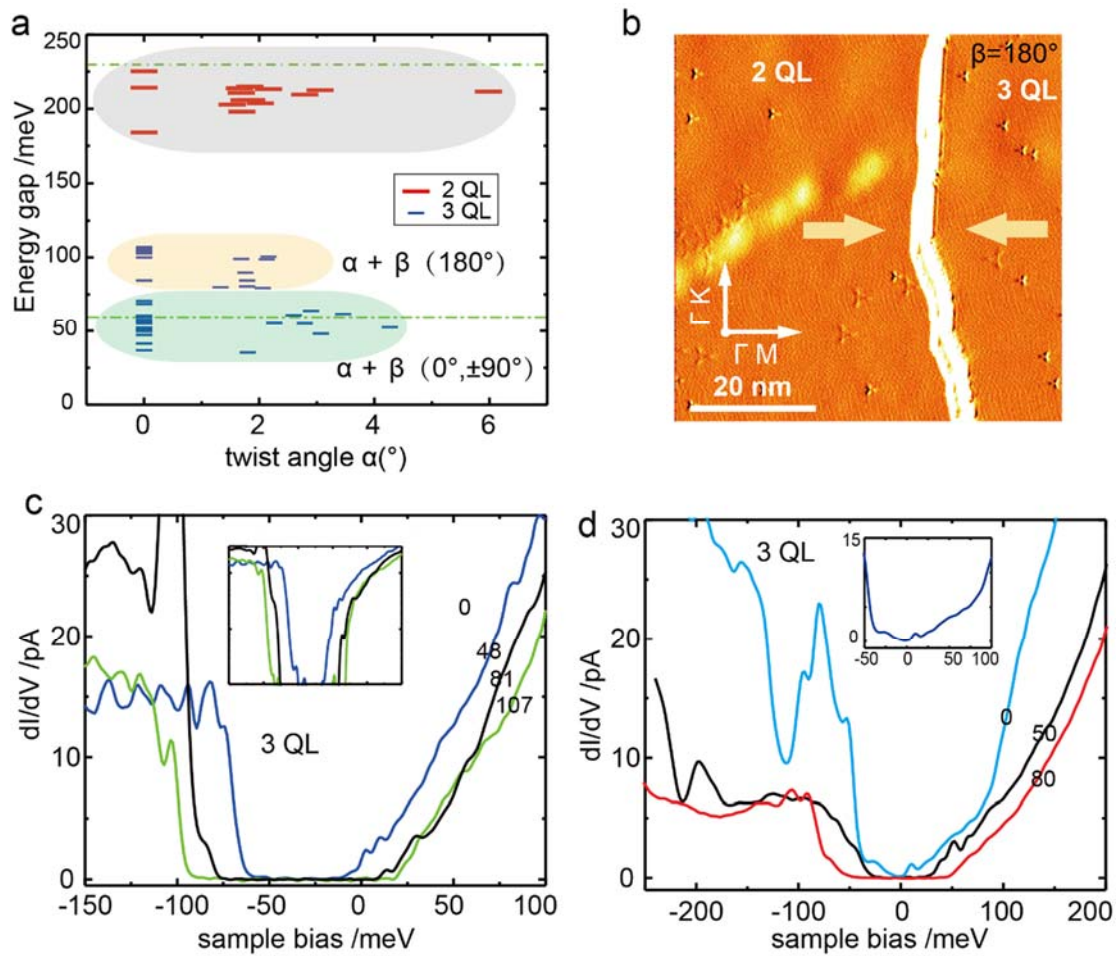 a
250
200
150
100
50
0
Energy gap /meV
2 QL
3 QL
α + β (180°)
α + β (0°,±90°)
0
2
4
6
twist angle α(°)
b
β=180°
2 QL
3 QL
ΓK
ΓM
20 nm
c
30
20
10
0
dI/dV /pA
3 QL
0
48
81
107
-150
-100
-50
0
50
100
sample bias /meV
d
30
20
10
0
dI/dV /pA
3 QL
15
0
-50
0
50
100
0
50
80
-200
-100
0
100
200
sample bias /meV